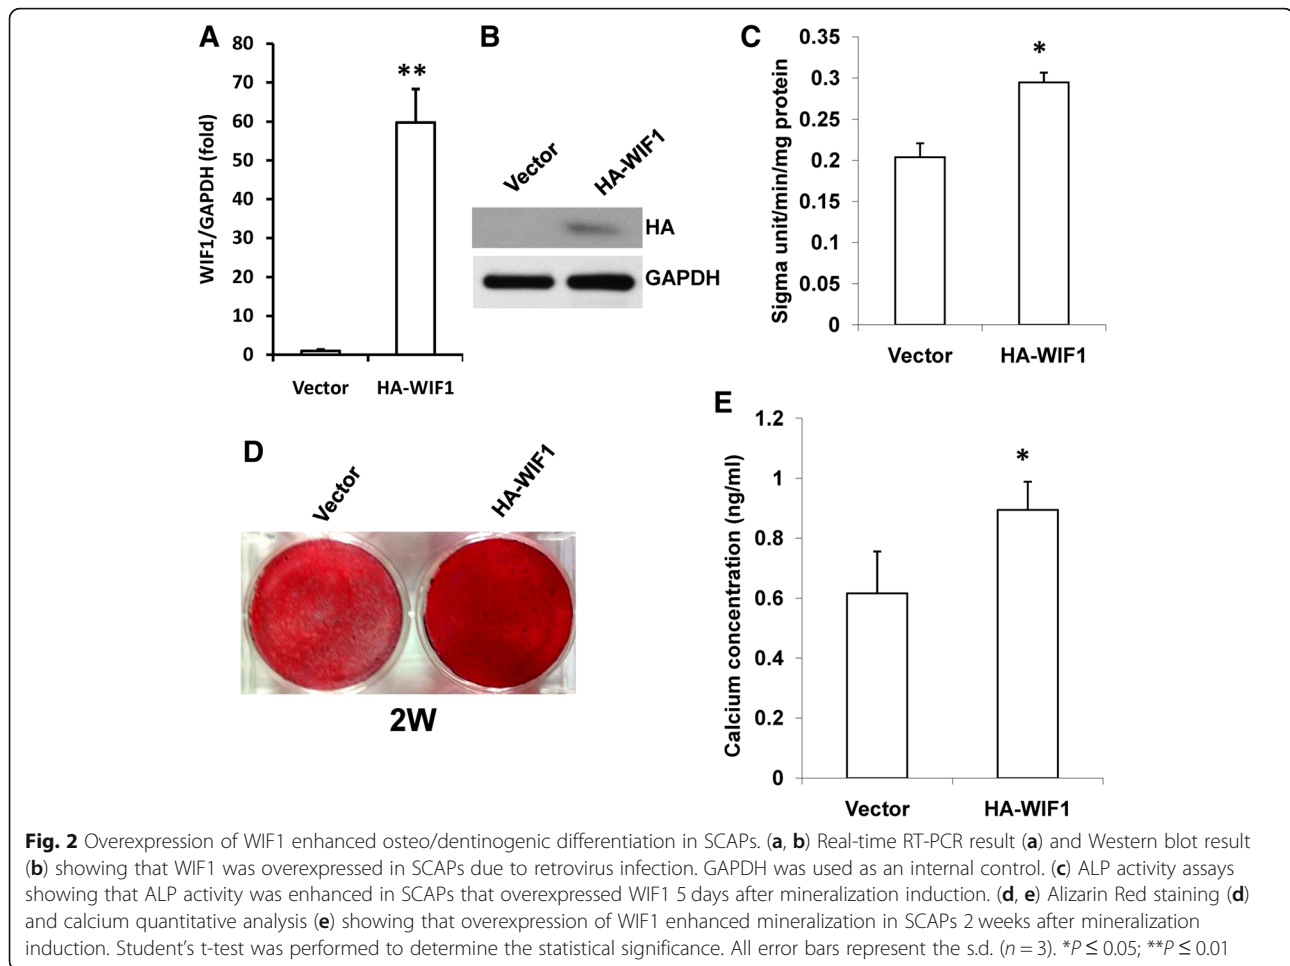 A
WIF1/GAPDH (fold)
80
70
60
50
40
30
20
10
0
**
Vector
HA-WIF1
B
Vector
HA-WIF1
HA
GAPDH
C
Sigma unit/min/mg protein
0.35
0.3
0.25
0.2
0.15
0.1
0.05
0
*
Vector
HA-WIF1
D
Vector
HA-WIF1
2W
E
Calcium concentration (ng/ml)
1.2
1
0.8
0.6
0.4
0.2
0
*
Vector
HA-WIF1
Fig. 2 Overexpression of WIF1 enhanced osteo/dentinogenic differentiation in SCAPs. (a, b) Real-time RT-PCR result (a) and Western blot result
(b) showing that WIF1 was overexpressed in SCAPs due to retrovirus infection. GAPDH was used as an internal control. (c) ALP activity assays
showing that ALP activity was enhanced in SCAPs that overexpressed WIF1 5 days after mineralization induction. (d, e) Alizarin Red staining (d)
and calcium quantitative analysis (e) showing that overexpression of WIF1 enhanced mineralization in SCAPs 2 weeks after mineralization
induction. Student's t-test was performed to determine the statistical significance. All error bars represent the s.d. (n = 3). *P ≤ 0.05; **P ≤ 0.01